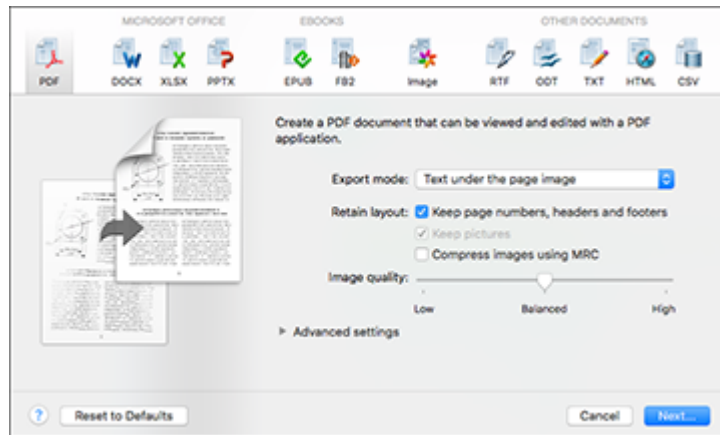 MICROSOFT OFFICE EBOOKS OTHER DOCUMENTS
PDF DOCX XLSX PPTX EPUB FB2 Image RTF ODT TXT HTML CSV
Create a PDF document that can be viewed and edited with a PDF
application.
Export mode: Text under the page image
Retain layout: Keep page numbers, headers and footers
Keep pictures
Compress images using MRC
Image quality:
Low Balanced High
Advanced settings
? Reset to Defaults Cancel Next...